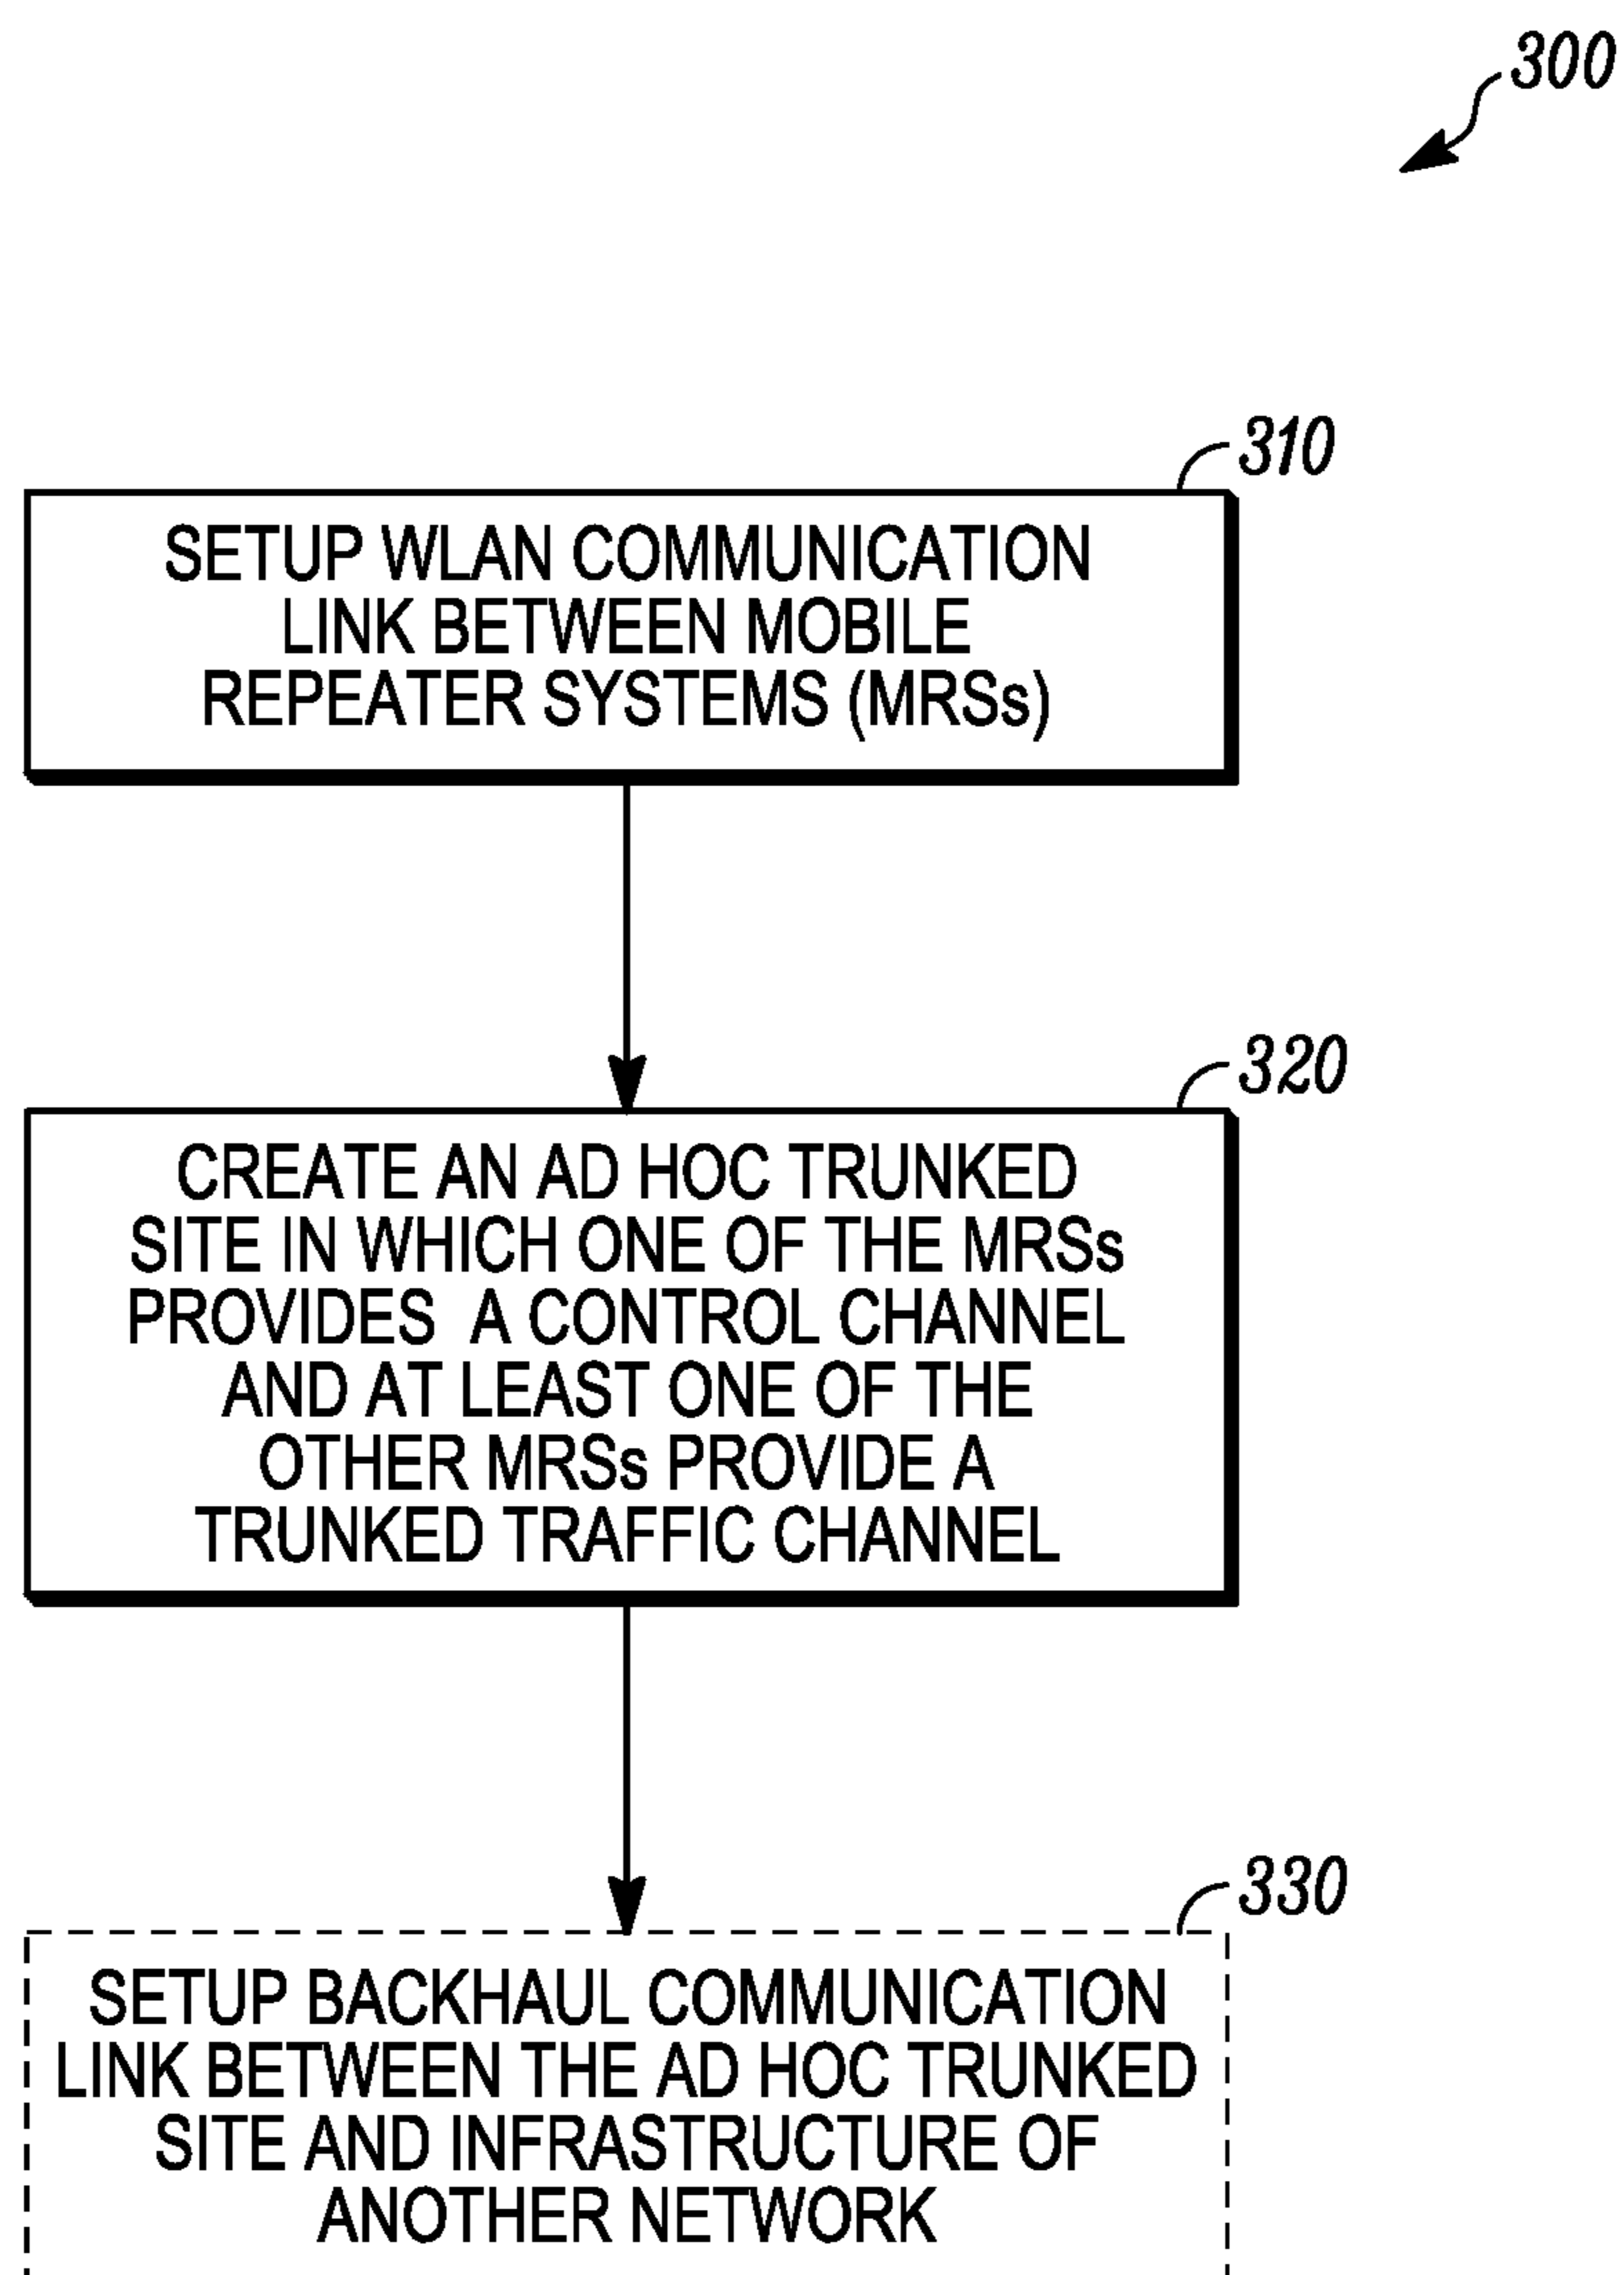 300
310
SETUP WLAN COMMUNICATION
LINK BETWEEN MOBILE
REPEATER SYSTEMS (MRSs)
320
CREATE AN AD HOC TRUNKED
SITE IN WHICH ONE OF THE MRSs
PROVIDES A CONTROL CHANNEL
AND AT LEAST ONE OF THE
OTHER MRSs PROVIDE A
TRUNKED TRAFFIC CHANNEL
330
SETUP BACKHAUL COMMUNICATION
LINK BETWEEN THE AD HOC TRUNKED
SITE AND INFRASTRUCTURE OF
ANOTHER NETWORK